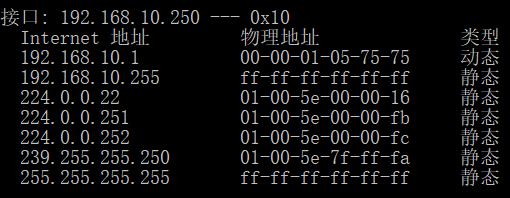 接口: 192.168.10.250 --- 0x10
Internet 地址 物理地址 类型
192.168.10.1 00-00-01-05-75-75 动态
192.168.10.255 ff-ff-ff-ff-ff-ff 静态
224.0.0.22 01-00-5e-00-00-16 静态
224.0.0.251 01-00-5e-00-00-fb 静态
224.0.0.252 01-00-5e-00-00-fc 静态
239.255.255.250 01-00-5e-7f-ff-fa 静态
255.255.255.255 ff-ff-ff-ff-ff-ff 静态